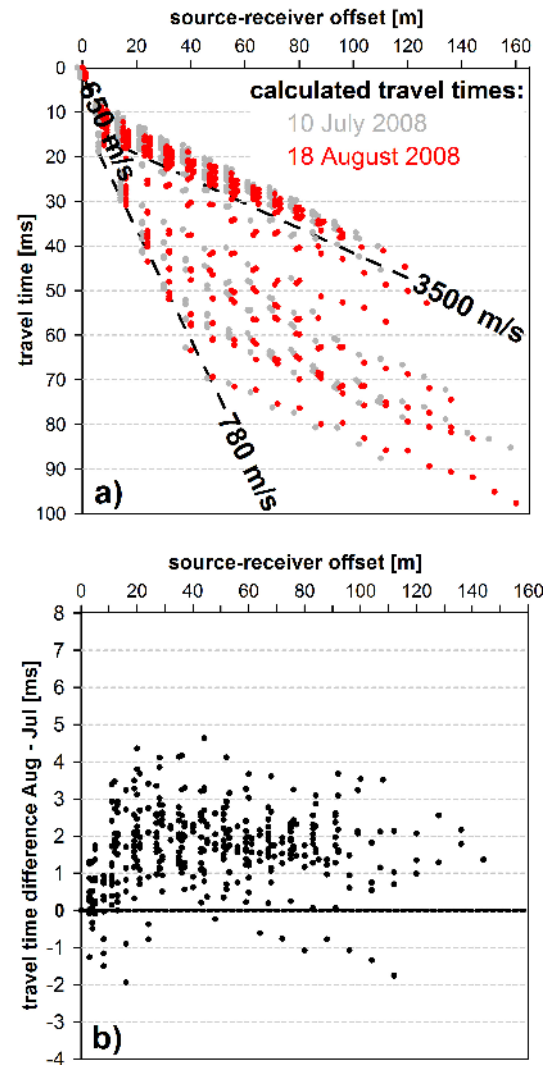 source-receiver offset [m]
0 20 40 60 80 100 120 140 160
0
10
20
30
40
50
60
70
80
90
100
travel time [ms]
calculated travel times:
10 July 2008
18 August 2008
650 m/s
3500 m/s
780 m/s
a)
source-receiver offset [m]
0 20 40 60 80 100 120 140 160
8
7
6
5
4
3
2
1
0
-1
-2
-3
-4
travel time difference Aug - Jul [ms]
b)